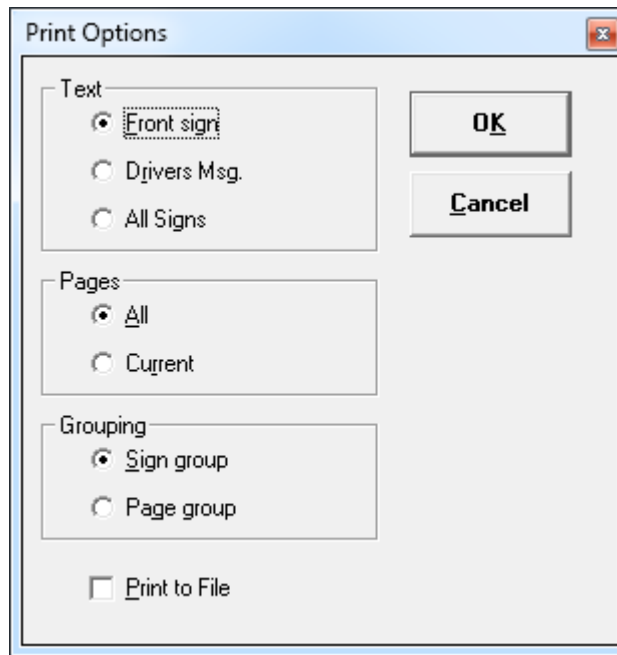 Print Options
Text
Front sign
Drivers Msg.
All Signs
OK
Cancel
Pages
All
Current
Grouping
Sign group
Page group
Print to File